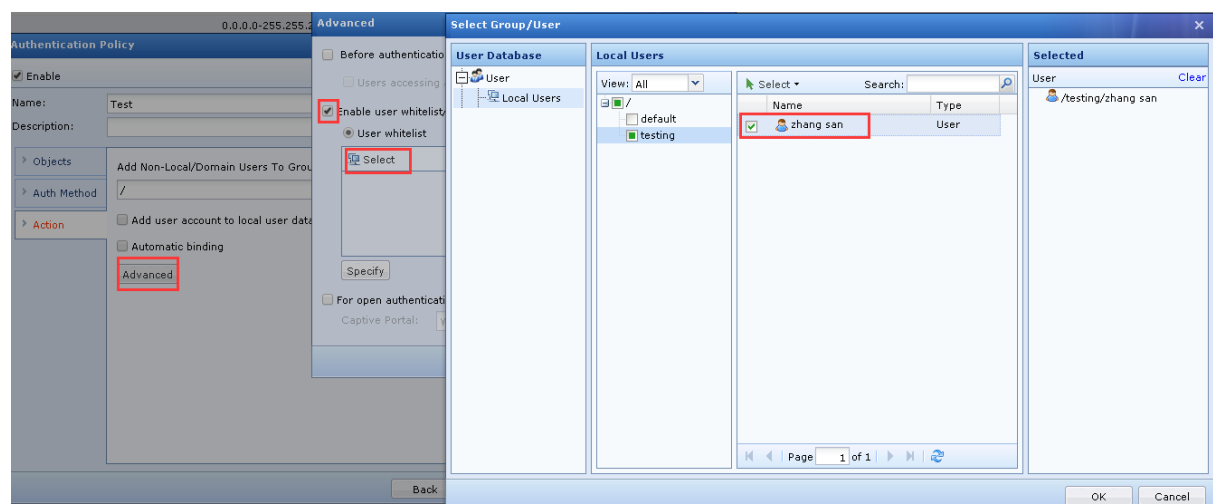 0.0.0.0-255.255.2
Authentication Policy
Enable
Name: Test
Description:
Objects
Auth Method
Action
Add Non-Local/Domain Users To Grou
/
Add user account to local user data
Automatic binding
Advanced
Back
Advanced
Before authenticatio
Users accessing
Enable user whitelist/
User whitelist
Select
Specify
For open authenticati
Captive Portal:
Select Group/User
User Database
User
Local Users
Local Users
View: All
/
default
testing
Select Search:
Name Type
zhang san User
Page 1 of 1
Selected
User Clear
/testing/zhang san
OK Cancel